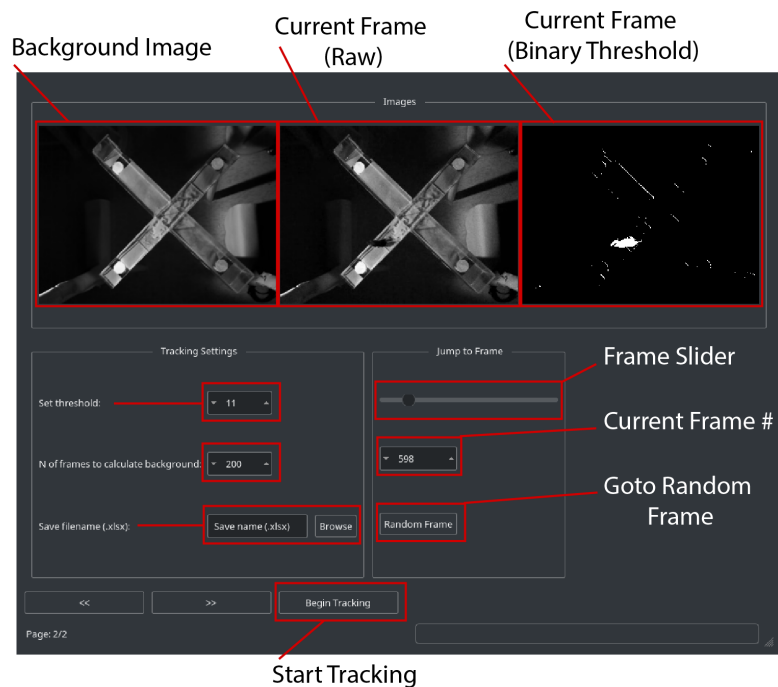 Background Image
Current Frame
(Raw)
Current Frame
(Binary Threshold)
Images
Tracking Settings
Jump to Frame
Frame Slider
Set threshold:
11
Current Frame #
N of frames to calculate background:
200
598
Goto Random
Frame
Save filename (.xlsx):
Save name (.xlsx)
Browse
Random Frame
<<
>>
Begin Tracking
Page: 2/2
Start Tracking